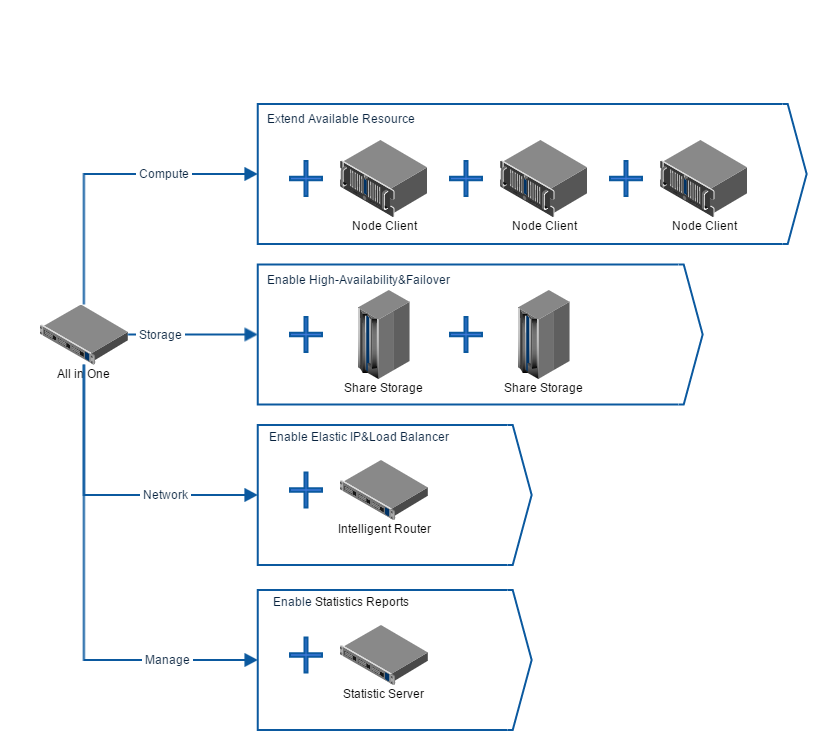 Extend Available Resource
Compute
Node Client
Node Client
Node Client
Enable High-Availability&Failover
Storage
All in One
Share Storage
Share Storage
Enable Elastic IP&Load Balancer
Network
Intelligent Router
Enable Statistics Reports
Manage
Statistic Server